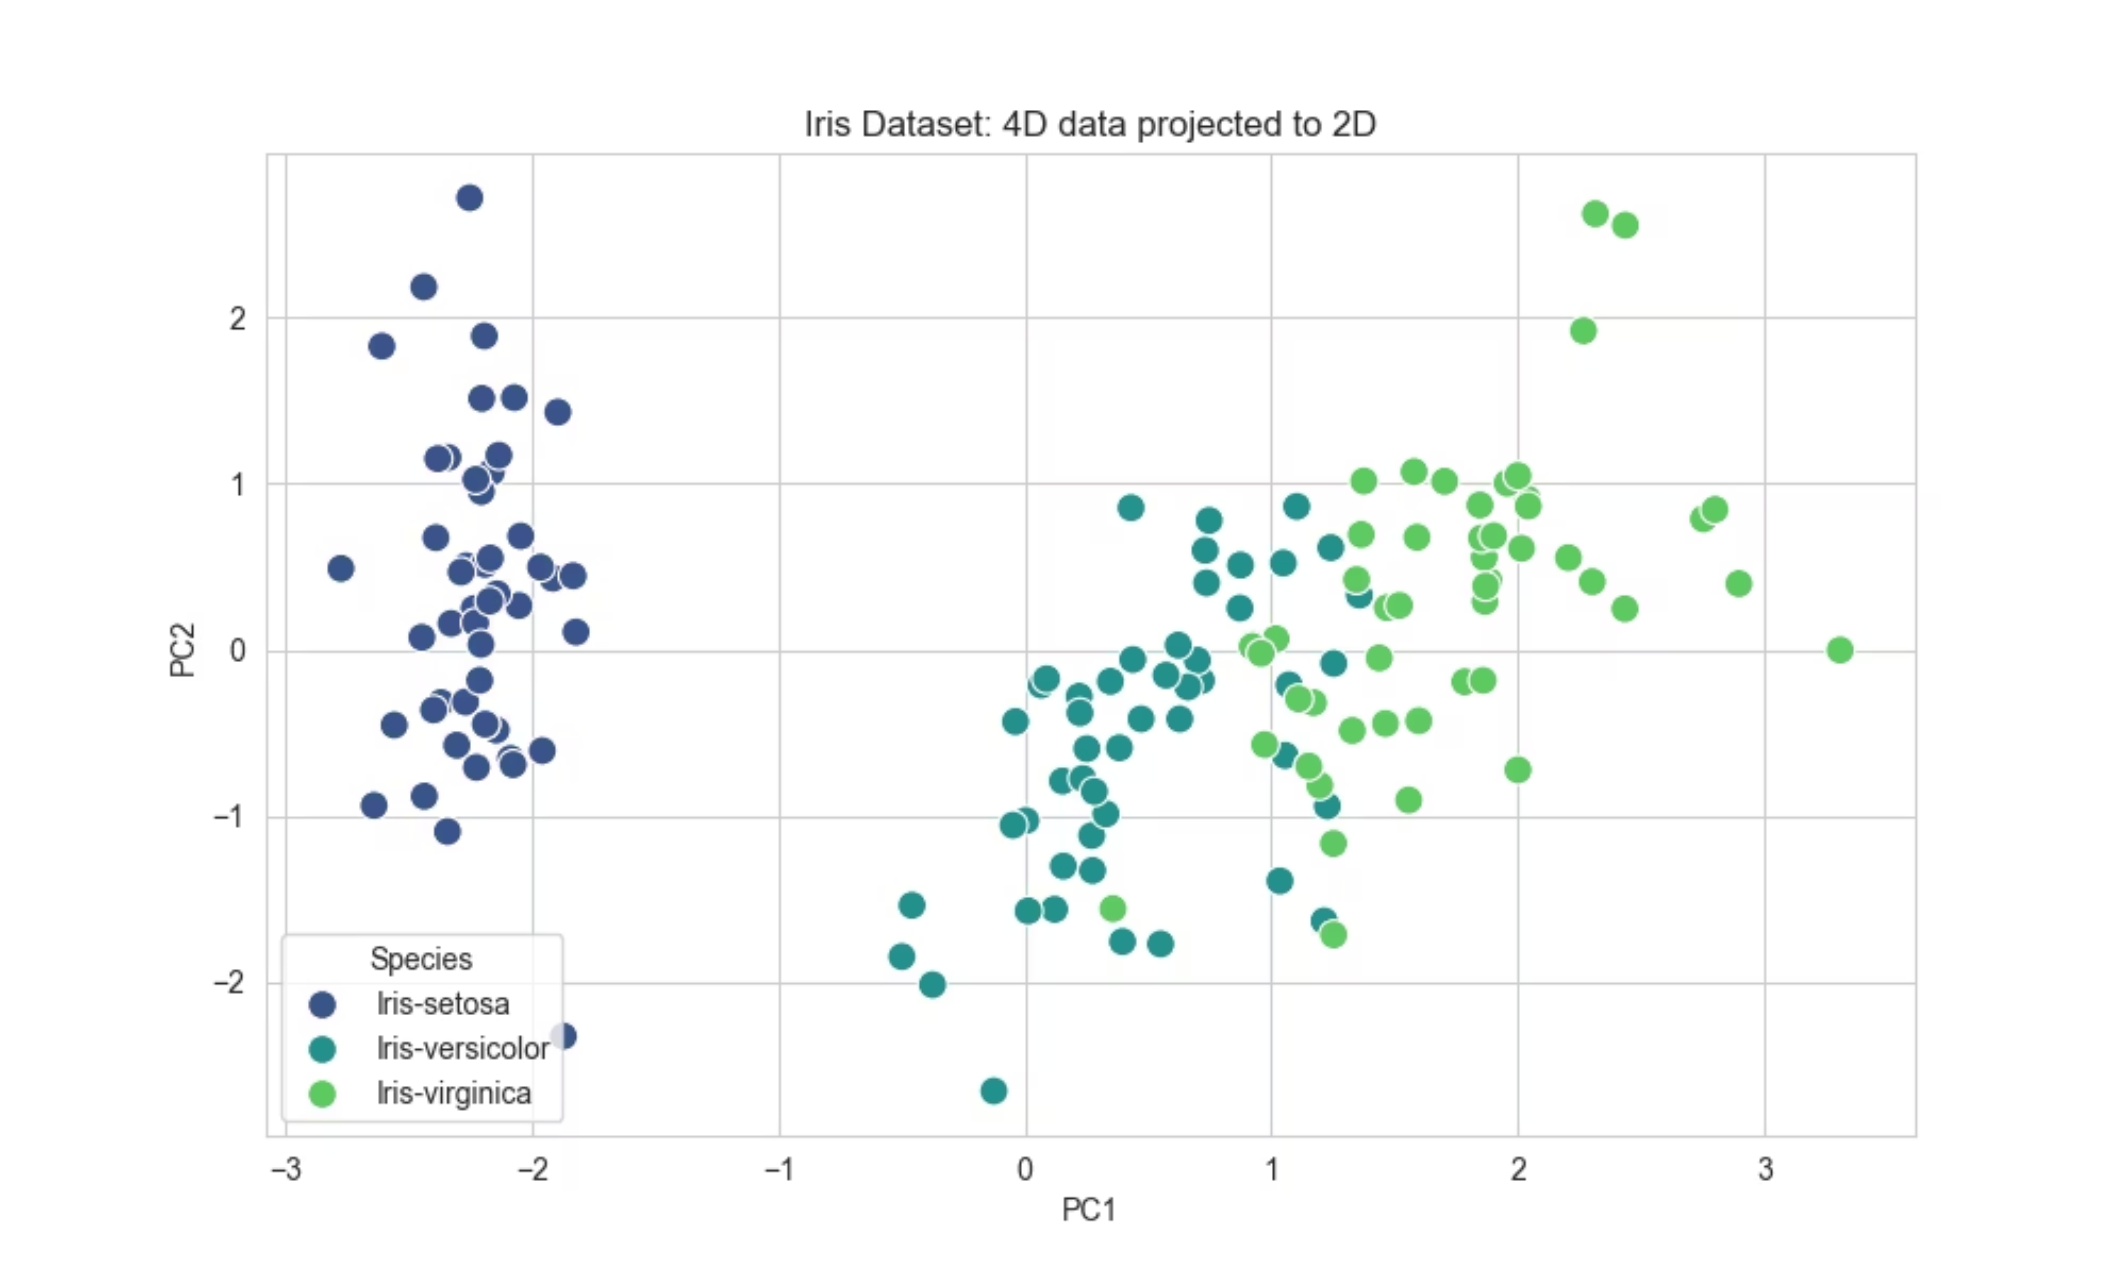 Iris Dataset: 4D data projected to 2D
PC2
2
1
0
−1
−2
Species
Iris-setosa
Iris-versicolor
Iris-virginica
−3 −2 −1 0 1 2 3
PC1